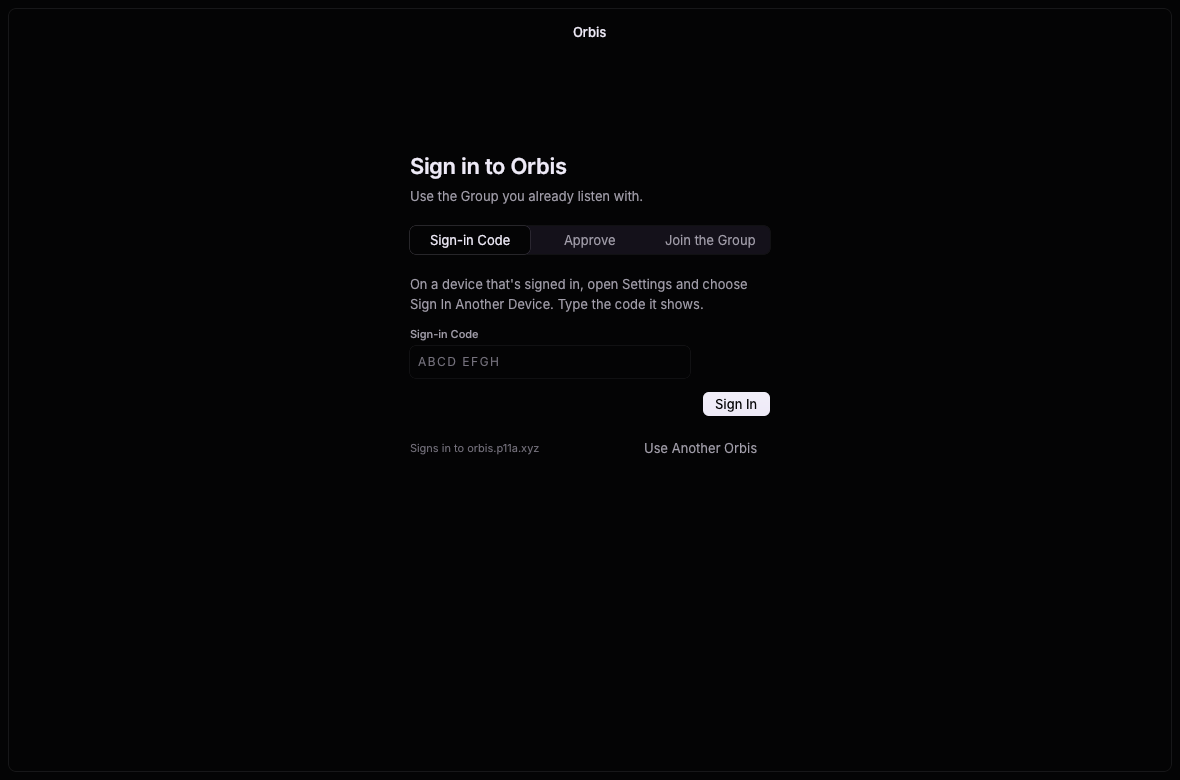 Orbis
Sign in to Orbis
Use the Group you already listen with.
Sign-in Code
Approve
Join the Group
On a device that's signed in, open Settings and choose
Sign In Another Device. Type the code it shows.
Sign-in Code
ABCD EFGH
Sign In
Signs in to orbis.p11a.xyz
Use Another Orbis